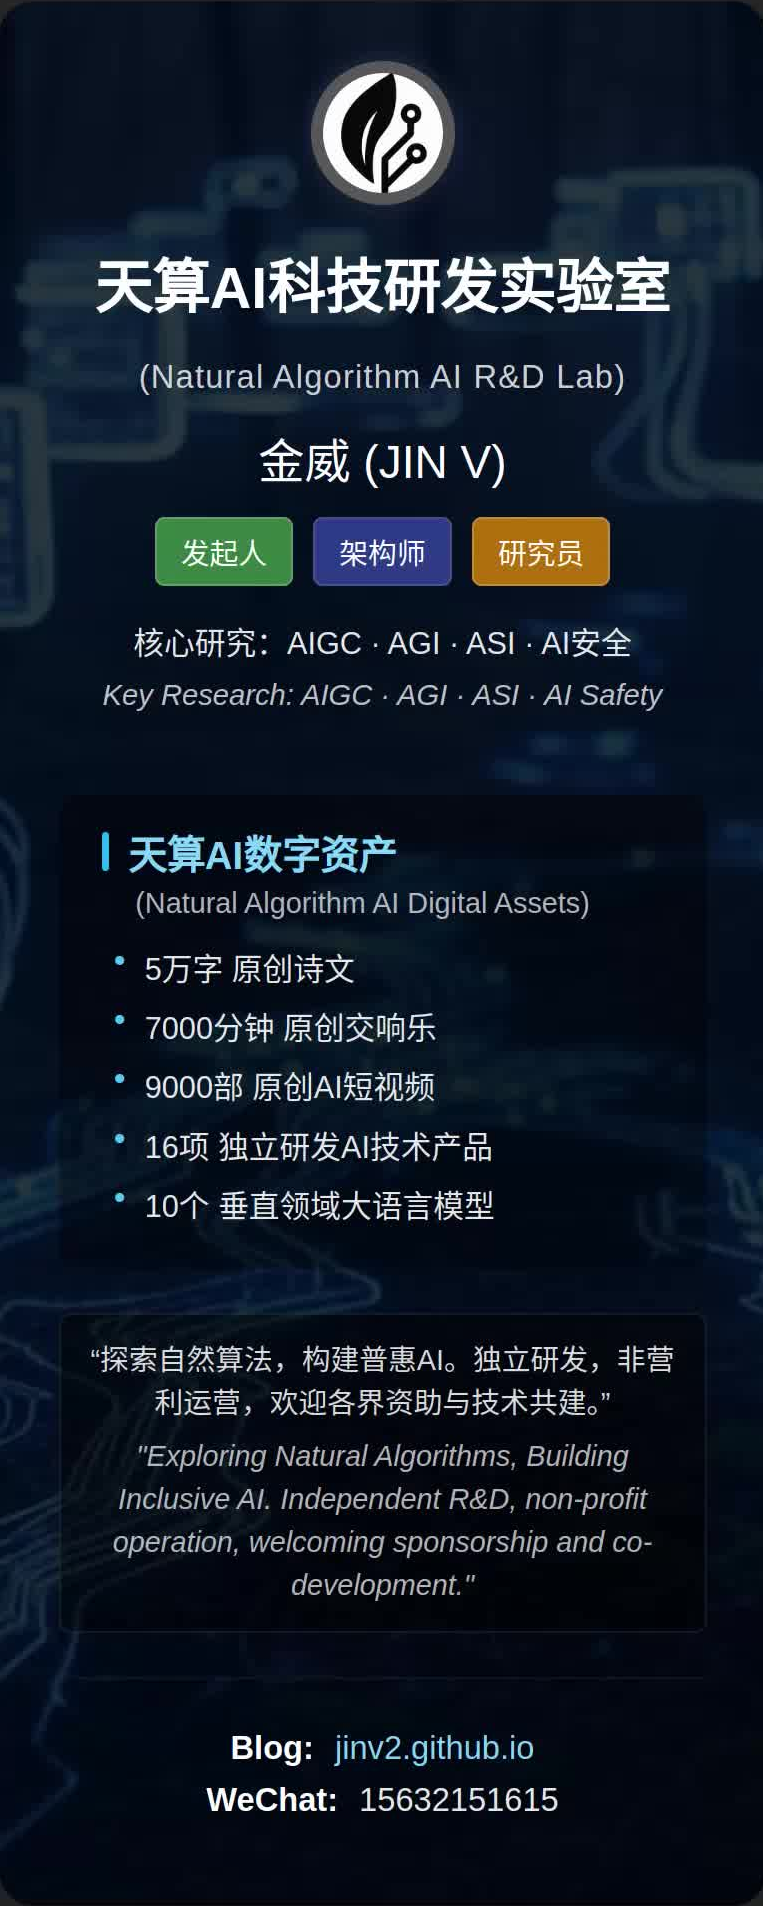 天算AI科技研发实验室
(Natural Algorithm AI R&D Lab)
金威 (JIN V)
发起人 架构师 研究员
核心研究：AIGC · AGI · ASI · AI安全
Key Research: AIGC · AGI · ASI · AI Safety
天算AI数字资产
(Natural Algorithm AI Digital Assets)
• 5万字 原创诗文
• 7000分钟 原创交响乐
• 9000部 原创AI短视频
• 16项 独立研发AI技术产品
• 10个 垂直领域大语言模型
“探索自然算法，构建普惠AI。独立研发，非营
利运营，欢迎各界资助与技术共建。”
"Exploring Natural Algorithms, Building
Inclusive AI. Independent R&D, non-profit
operation, welcoming sponsorship and co-
development."
Blog: jinv2.github.io
WeChat: 15632151615